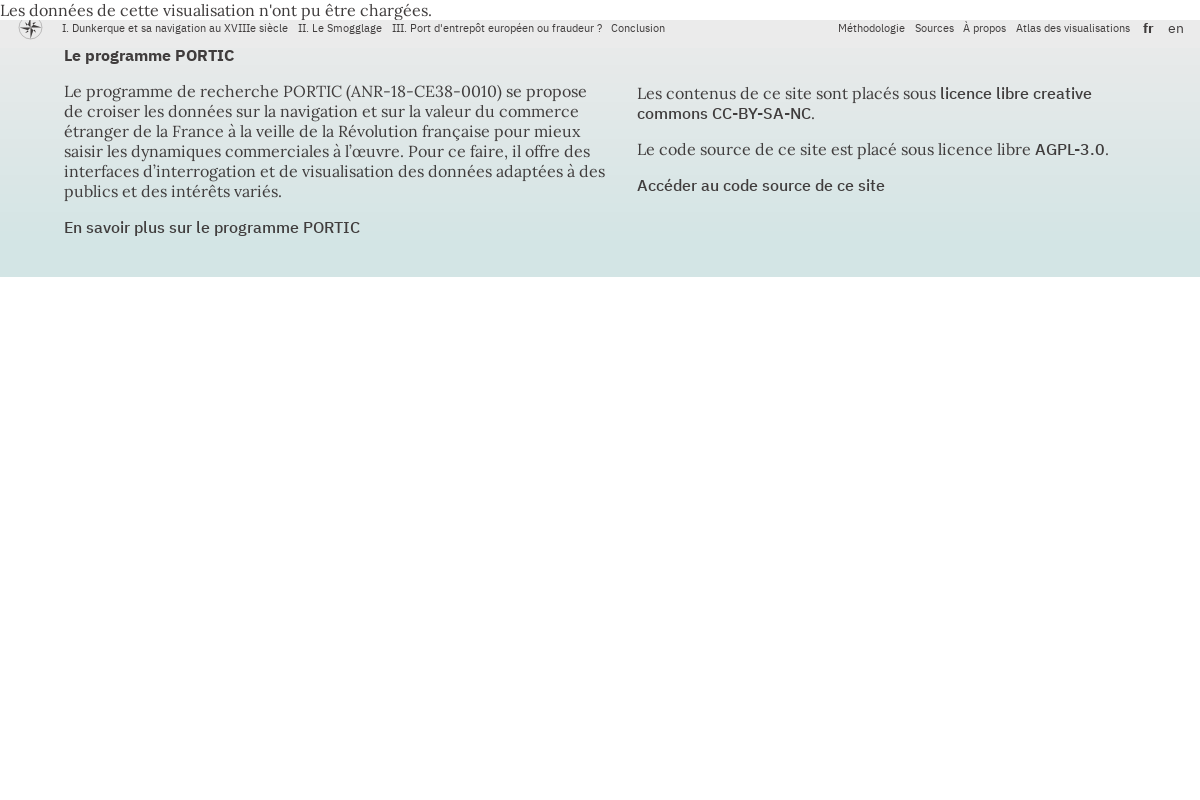 Les données de cette visualisation n'ont pu être chargées.
I. Dunkerque et sa navigation au XVIIIe siècle II. Le Smogglage III. Port d'entrepôt européen ou fraudeur ? Conclusion Méthodologie Sources À propos Atlas des visualisations fr en
Le programme PORTIC
Le programme de recherche PORTIC (ANR-18-CE38-0010) se propose
de croiser les données sur la navigation et sur la valeur du commerce
étranger de la France à la veille de la Révolution française pour mieux
saisir les dynamiques commerciales à l’œuvre. Pour ce faire, il offre des
interfaces d’interrogation et de visualisation des données adaptées à des
publics et des intérêts variés.
En savoir plus sur le programme PORTIC
Les contenus de ce site sont placés sous licence libre creative
commons CC-BY-SA-NC.
Le code source de ce site est placé sous licence libre AGPL-3.0.
Accéder au code source de ce site